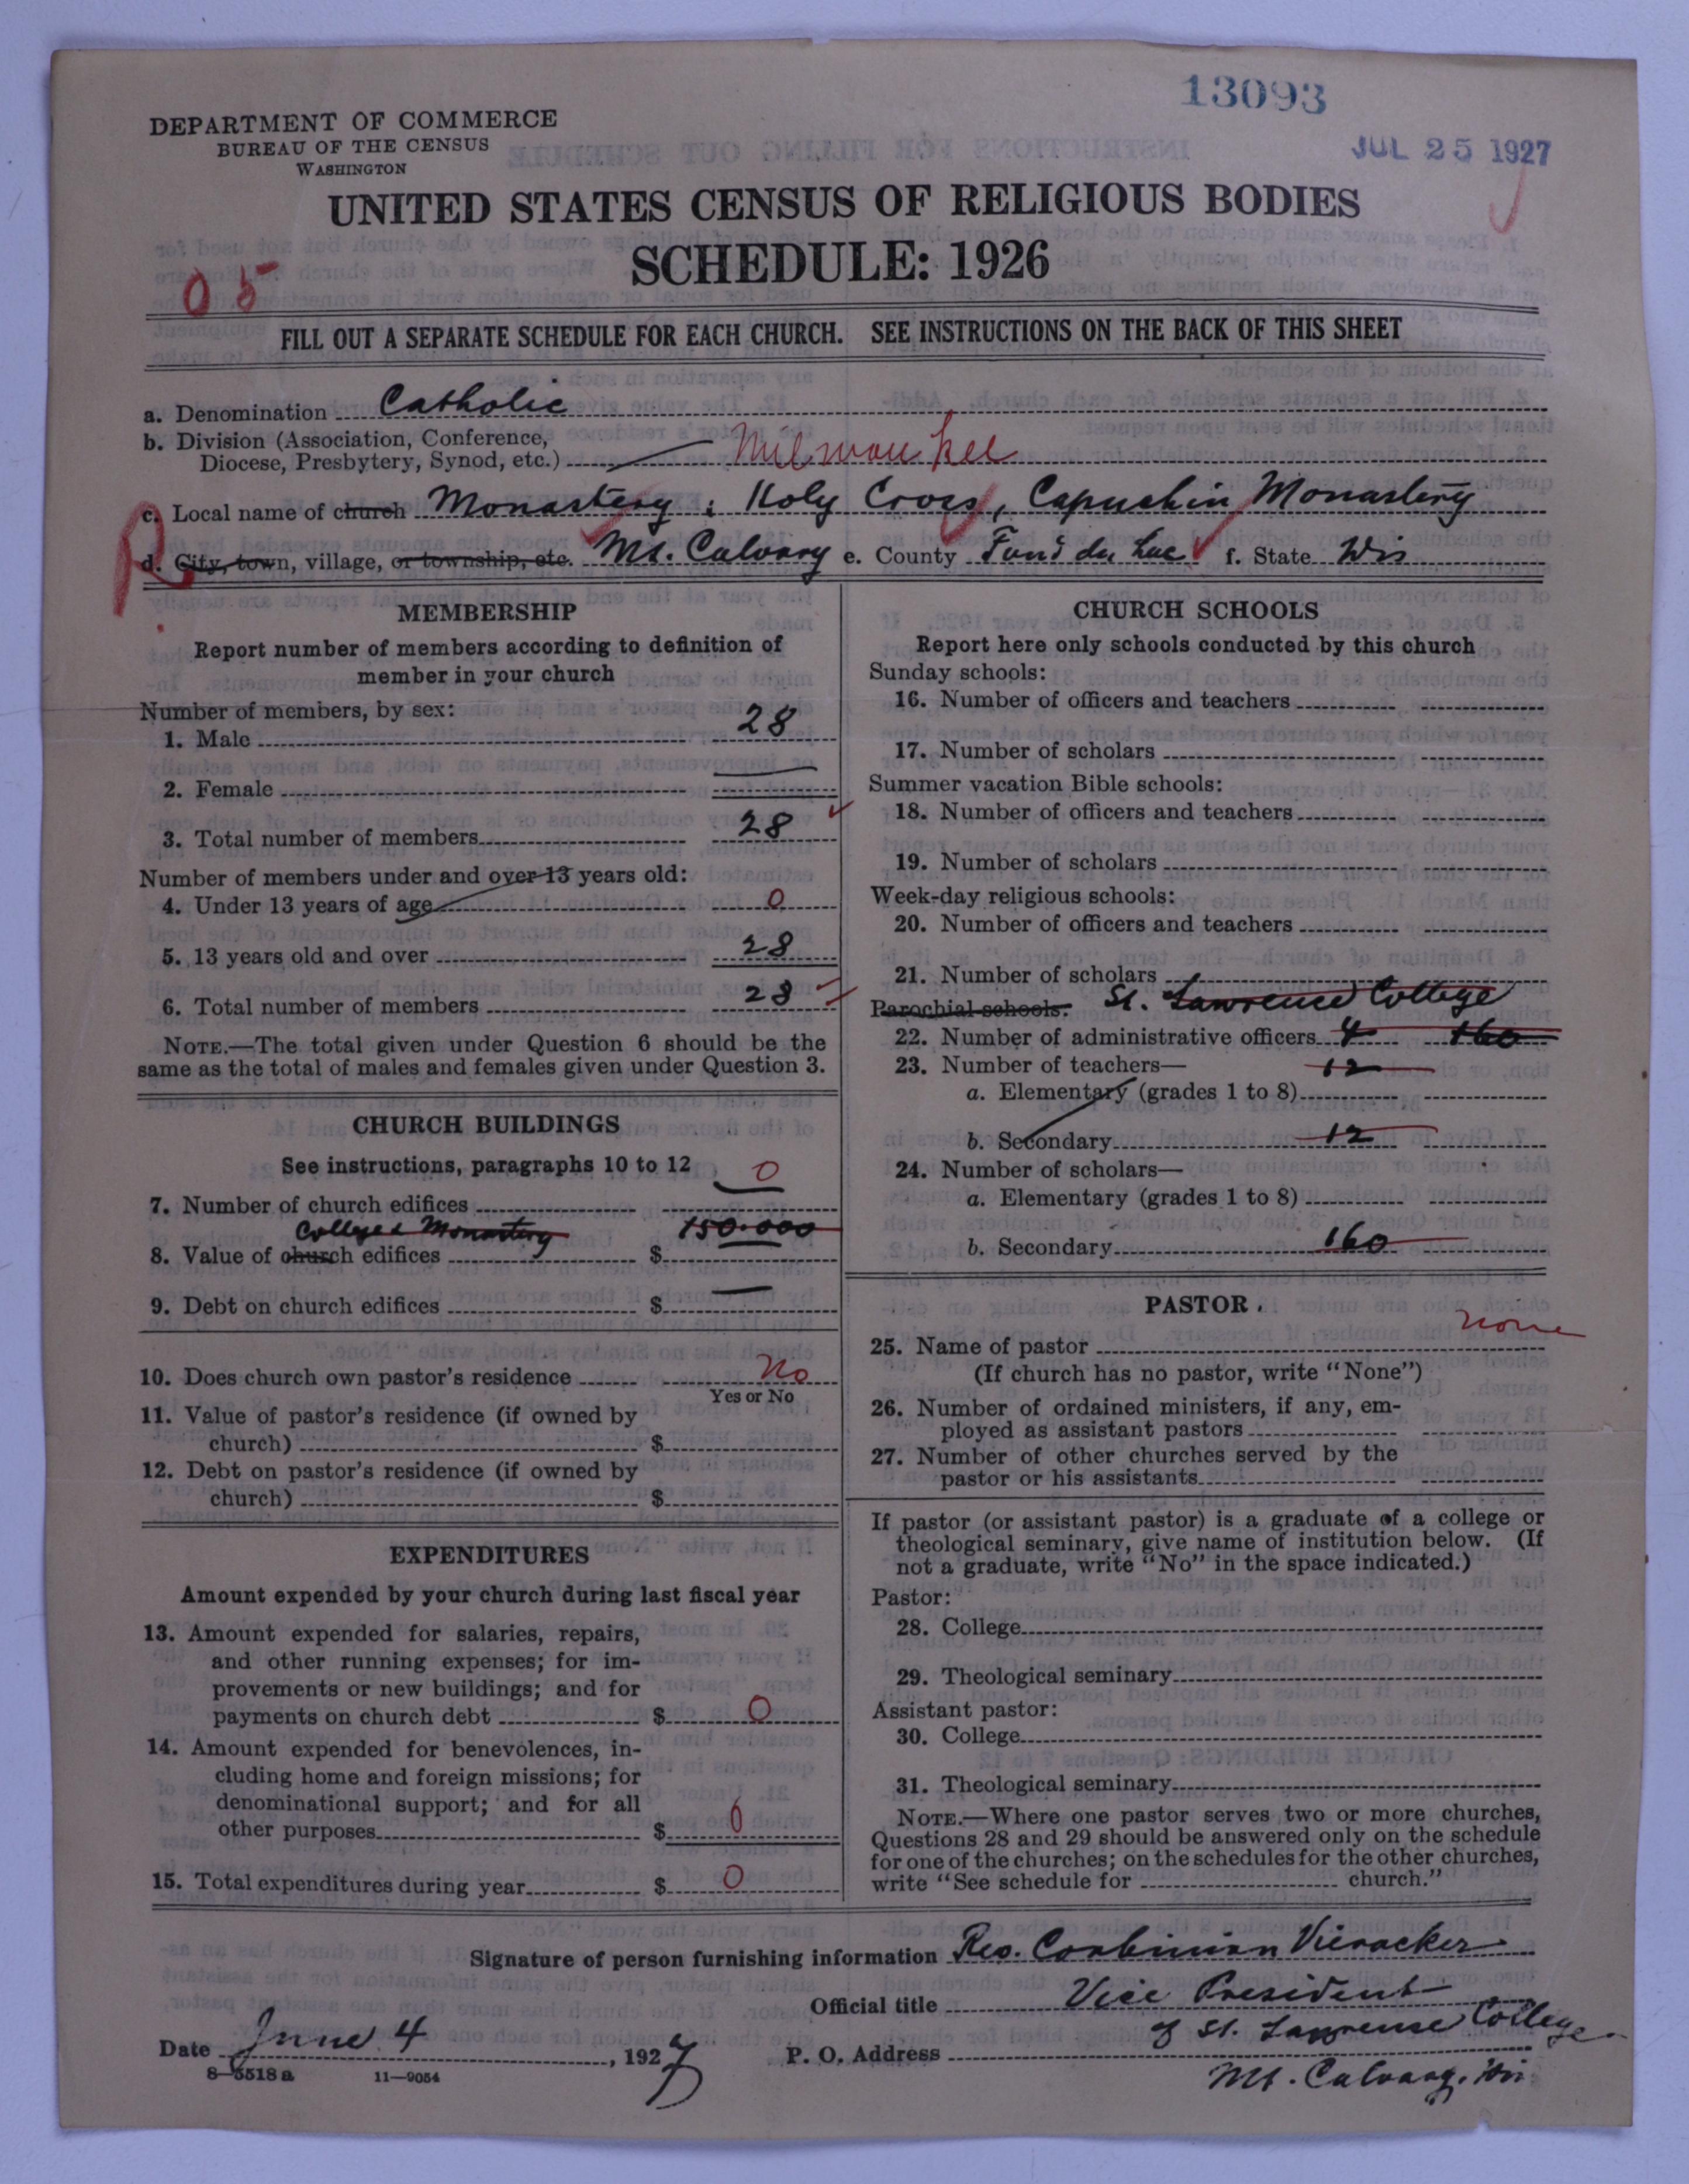 13093
DEPARTMENT OF COMMERCE
BUREAU OF THE CENSUS
WASHINGTON
JUL 25 1927
UNITED STATES CENSUS OF RELIGIOUS BODIES
SCHEDULE: 1926
05
FILL OUT A SEPARATE SCHEDULE FOR EACH CHURCH. SEE INSTRUCTIONS ON THE BACK OF THIS SHEET
a. Denomination Catholic
b. Division (Association, Conference,
Diocese, Presbytery, Synod, etc.) Milwaukee
c. Local name of church Monastery : Holy Cross, Capuchin Monastery
R
d. City, town, village, or township, etc. Mt. Calvary e. County Fond du Lac f. State Wis
MEMBERSHIP
Report number of members according to definition of
member in your church
Number of members, by sex:
1. Male 28
2. Female
3. Total number of members 28
Number of members under and over 13 years old:
4. Under 13 years of age 0
5. 13 years old and over 28
6. Total number of members 28
NOTE.—The total given under Question 6 should be the
same as the total of males and females given under Question 3.
CHURCH BUILDINGS
See instructions, paragraphs 10 to 12
7. Number of church edifices 0
College & Monastery 150.000
8. Value of church edifices $
9. Debt on church edifices $ —
10. Does church own pastor's residence No
Yes or No
11. Value of pastor's residence (if owned by
church) $
12. Debt on pastor's residence (if owned by
church) $
EXPENDITURES
Amount expended by your church during last fiscal year
13. Amount expended for salaries, repairs,
and other running expenses; for im-
provements or new buildings; and for
payments on church debt $ 0
14. Amount expended for benevolences, in-
cluding home and foreign missions; for
denominational support; and for all
other purposes $ 0
15. Total expenditures during year $ 0
CHURCH SCHOOLS
Report here only schools conducted by this church
Sunday schools:
16. Number of officers and teachers
17. Number of scholars
Summer vacation Bible schools:
18. Number of officers and teachers
19. Number of scholars
Week-day religious schools:
20. Number of officers and teachers
21. Number of scholars
Parochial schools: St. Lawrence College
22. Number of administrative officers 4 160
23. Number of teachers— 12
a. Elementary (grades 1 to 8)
b. Secondary 12
24. Number of scholars—
a. Elementary (grades 1 to 8)
b. Secondary 160
PASTOR
25. Name of pastor none
(If church has no pastor, write "None")
26. Number of ordained ministers, if any, em-
ployed as assistant pastors
27. Number of other churches served by the
pastor or his assistants
If pastor (or assistant pastor) is a graduate of a college or
theological seminary, give name of institution below. (If
not a graduate, write "No" in the space indicated.)
Pastor:
28. College
29. Theological seminary
Assistant pastor:
30. College
31. Theological seminary
NOTE.—Where one pastor serves two or more churches,
Questions 28 and 29 should be answered only on the schedule
for one of the churches; on the schedules for the other churches,
write "See schedule for church."
Signature of person furnishing information Rev. Corbinian Vieracker
Official title Vice President
of St. Lawrence College
Date June 4, 1927
P. O. Address Mt. Calvary, Wis.
8—5518 a 11—9054